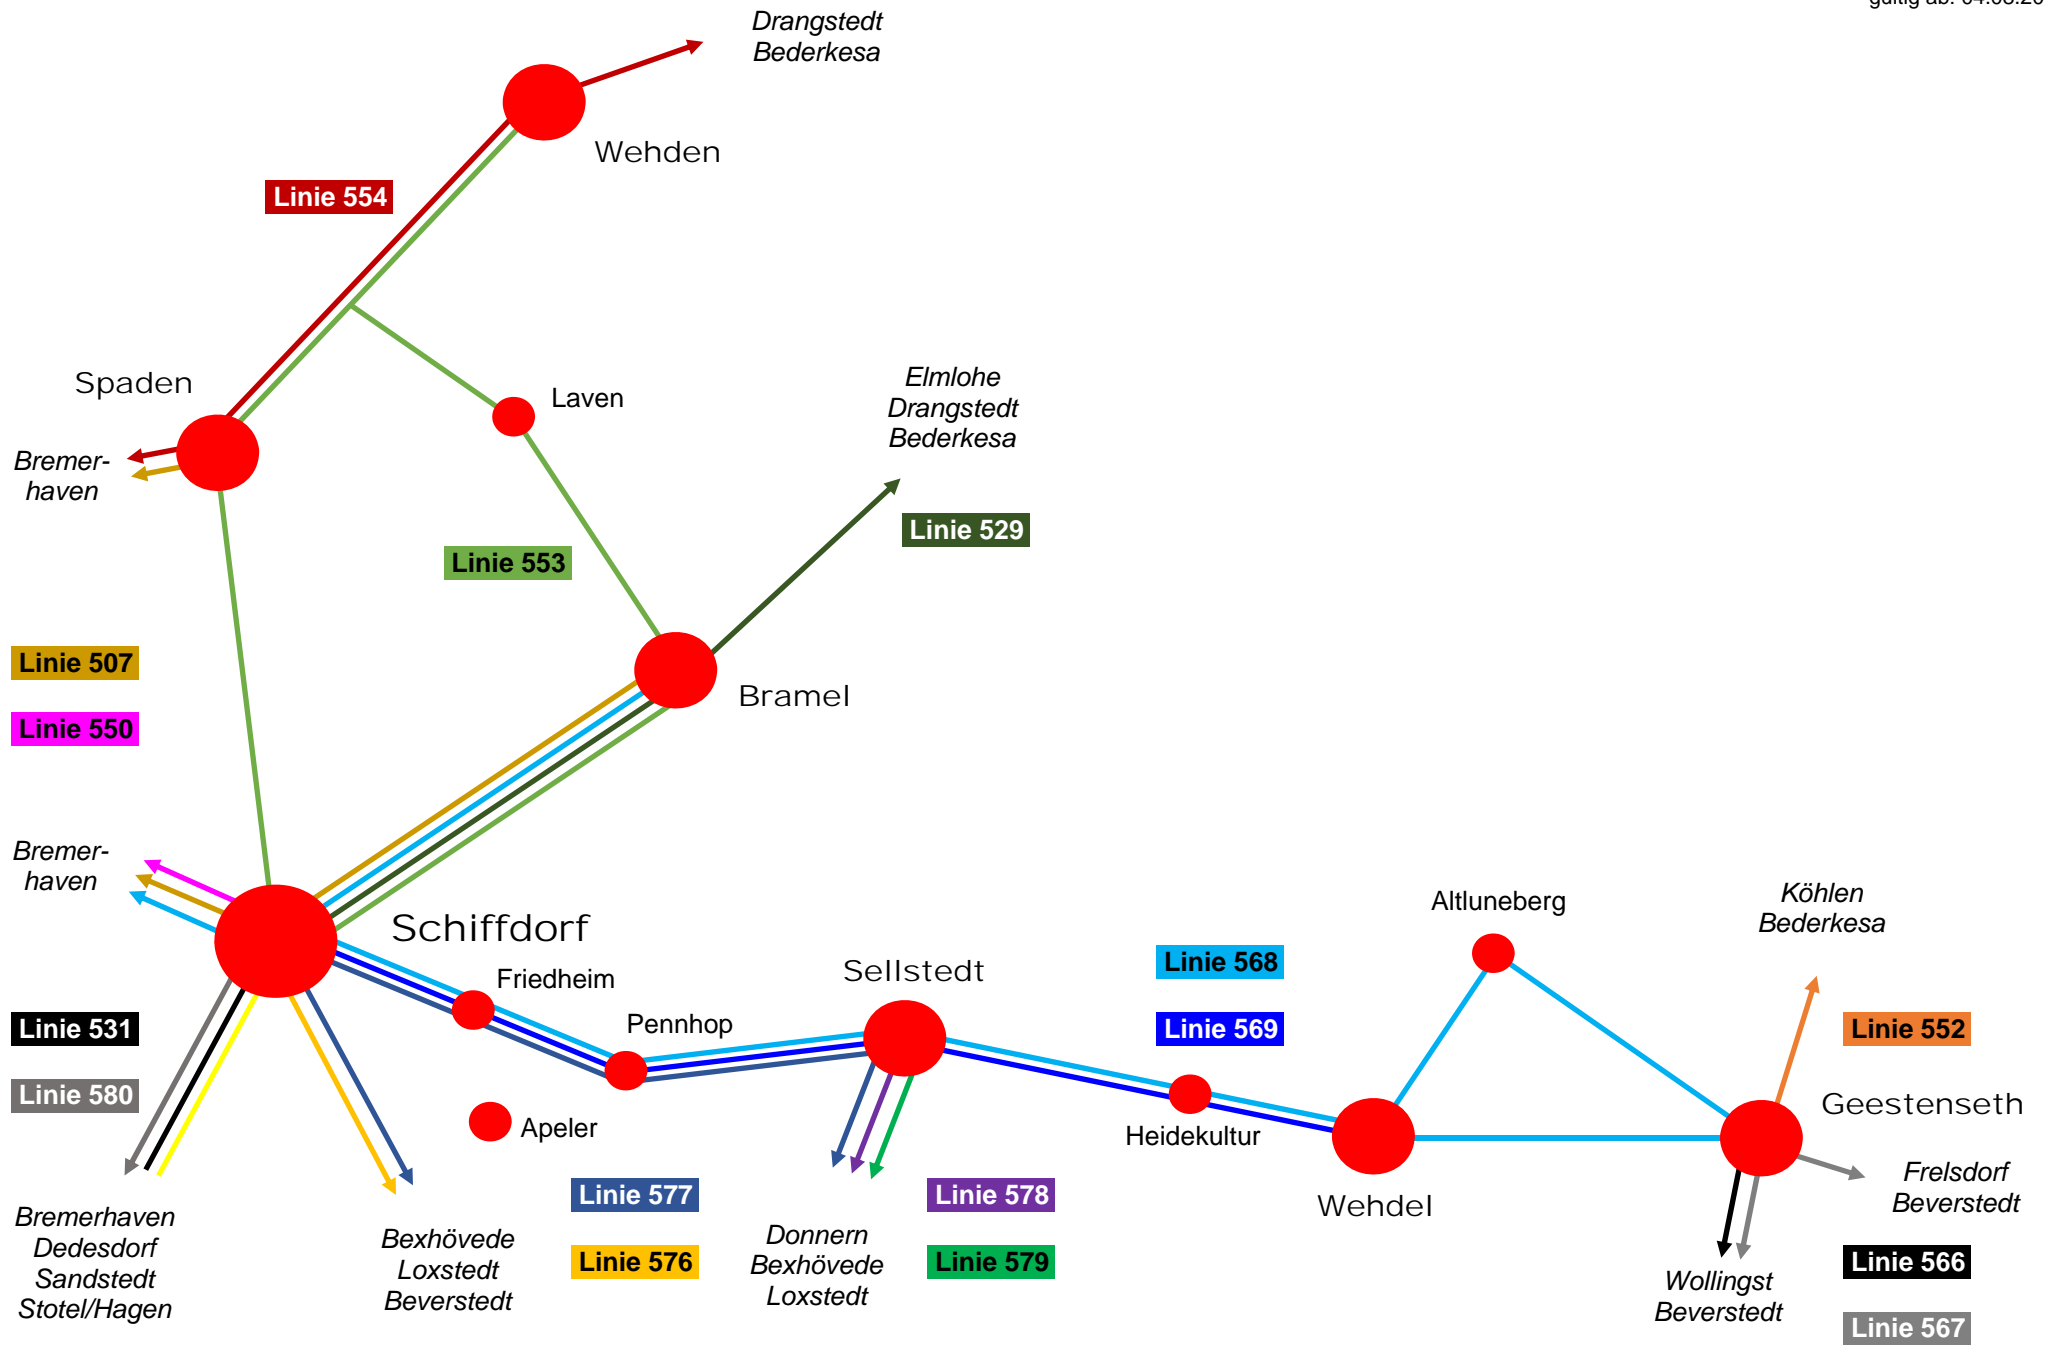 Drangstedt
Bederkesa
Wehden
Linie 554
Spaden
Bremer-
haven
Laven
Elmlohe
Drangstedt
Bederkesa
Linie 529
Linie 553
Linie 507
Linie 550
Bramel
Bremer-
haven
Schiffdorf
Friedheim
Pennhop
Apeler
Sellstedt
Linie 568
Linie 569
Altluneberg
Köhlen
Bederkesa
Linie 552
Geestenseth
Heidekultur
Wehdel
Linie 531
Linie 580
Bremerhaven
Dedesdorf
Sandstedt
Stotel/Hagen
Bexhövede
Loxstedt
Beverstedt
Linie 577
Linie 576
Donnern
Bexhövede
Loxstedt
Linie 578
Linie 579
Frelsdorf
Beverstedt
Wollingst
Beverstedt
Linie 566
Linie 567